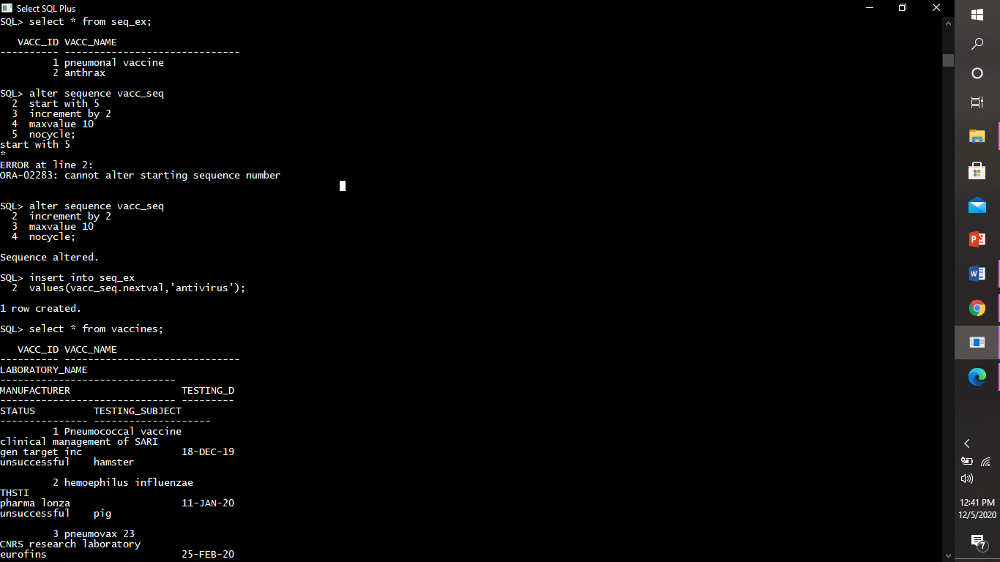 Select SQL Plus
SQL> select * from seq_ex;
   VACC_ID VACC_NAME
---------- ------------------------------
         1 pneumonal vaccine
         2 anthrax
SQL> alter sequence vacc_seq
  2  start with 5
  3  increment by 2
  4  maxvalue 10
  5  nocycle;
start with 5
*
ERROR at line 2:
ORA-02283: cannot alter starting sequence number
SQL> alter sequence vacc_seq
  2  increment by 2
  3  maxvalue 10
  4  nocycle;
Sequence altered.
SQL> insert into seq_ex
  2  values(vacc_seq.nextval,'antivirus');
1 row created.
SQL> select * from vaccines;
   VACC_ID VACC_NAME
---------- ------------------------------
LABORATORY_NAME
------------------------------
MANUFACTURER                   TESTING_D
------------------------------ ---------
STATUS          TESTING_SUBJECT
--------------- --------------------
         1 Pneumococcal vaccine
clinical management of SARI
gen target inc                 18-DEC-19
unsuccessful    hamster
         2 hemoephilus influenzae
THSTI
pharma lonza                   11-JAN-20
unsuccessful    pig
         3 pneumovax 23
CNRS research laboratory
eurofins                       25-FEB-20
P
W
12:41 PM
12/5/2020
7